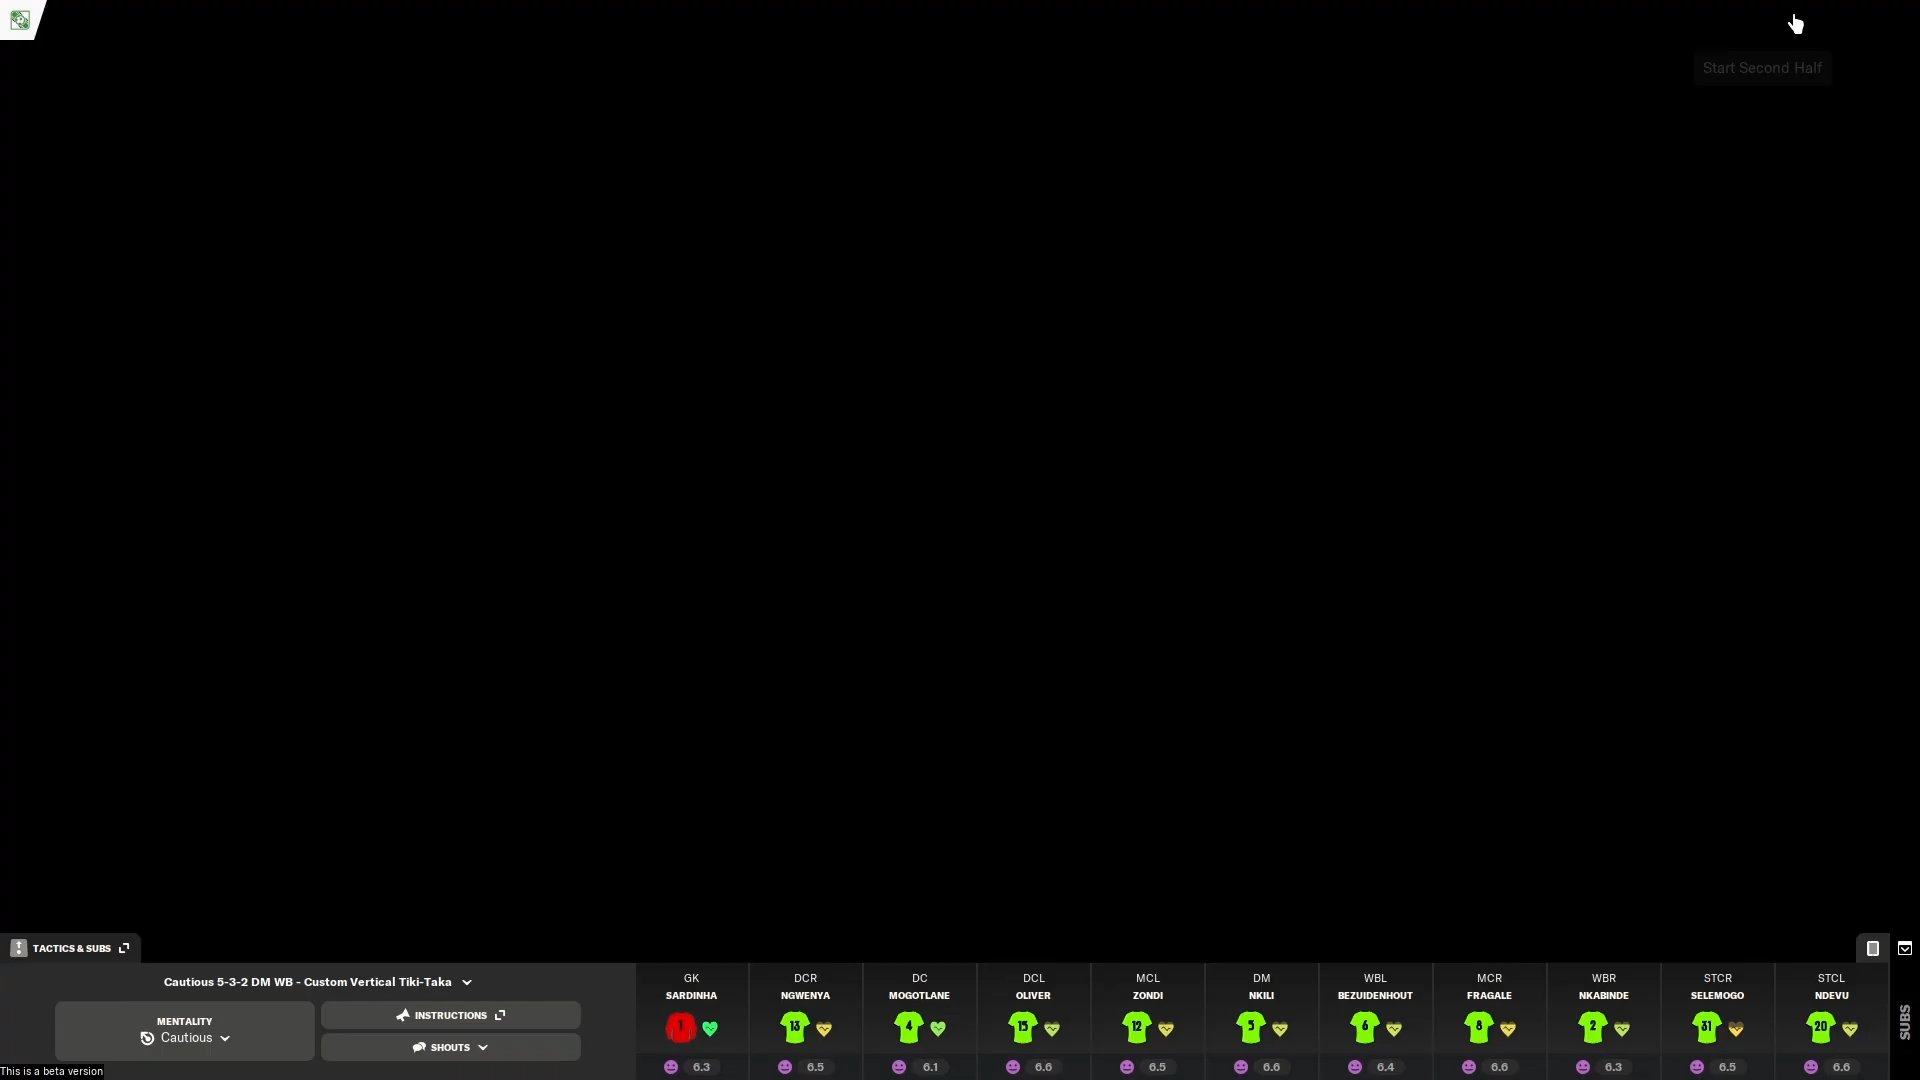 Start Second Half
TACTICS & SUBS
Cautious 5-3-2 DM WB - Custom Vertical Tiki-Taka
MENTALITY
Cautious
INSTRUCTIONS
SHOUTS
This is a beta version
GK
SARDINHA
1
6.3
DCR
NGWENYA
13
6.5
DC
MOGOTLANE
4
6.1
DCL
OLIVER
15
6.6
MCL
ZONDI
12
6.5
DM
NKILI
5
6.6
WBL
BEZUIDENHOUT
6
6.4
MCR
FRAGALE
8
6.6
WBR
NKABINDE
2
6.3
STCR
SELEMOGO
31
6.5
STCL
NDEVU
20
6.6
SUBS